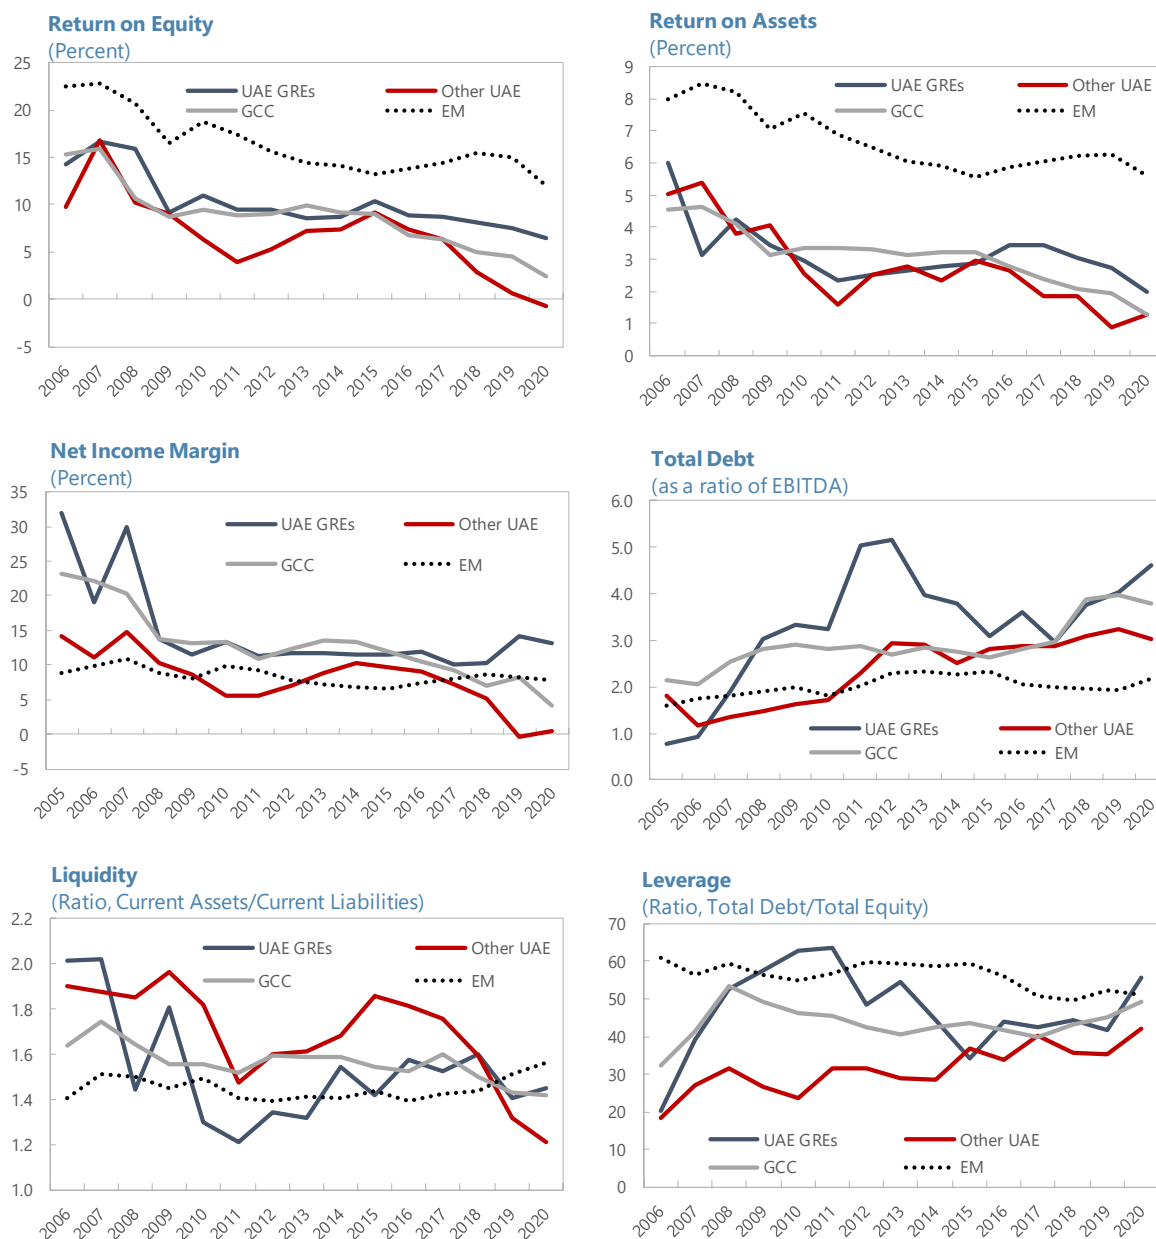 Return on Equity
(Percent)
25
20
15
10
5
0
-5
UAE GREs
Other UAE
GCC
EM
2006 2007 2008 2009 2010 2011 2012 2013 2014 2015 2016 2017 2018 2019 2020
Return on Assets
(Percent)
9
8
7
6
5
4
3
2
1
0
UAE GREs
Other UAE
GCC
EM
2006 2007 2008 2009 2010 2011 2012 2013 2014 2015 2016 2017 2018 2019 2020
Net Income Margin
(Percent)
35
30
25
20
15
10
5
0
-5
UAE GREs
Other UAE
GCC
EM
2005 2006 2007 2008 2009 2010 2011 2012 2013 2014 2015 2016 2017 2018 2019 2020
Total Debt
(as a ratio of EBITDA)
6.0
5.0
4.0
3.0
2.0
1.0
0.0
UAE GREs
Other UAE
GCC
EM
2005 2006 2007 2008 2009 2010 2011 2012 2013 2014 2015 2016 2017 2018 2019 2020
Liquidity
(Ratio, Current Assets/Current Liabilities)
2.2
2.0
1.8
1.6
1.4
1.2
1.0
UAE GREs
Other UAE
GCC
EM
2006 2007 2008 2009 2010 2011 2012 2013 2014 2015 2016 2017 2018 2019 2020
Leverage
(Ratio, Total Debt/Total Equity)
70
60
50
40
30
20
10
0
UAE GREs
Other UAE
GCC
EM
2006 2007 2008 2009 2010 2011 2012 2013 2014 2015 2016 2017 2018 2019 2020